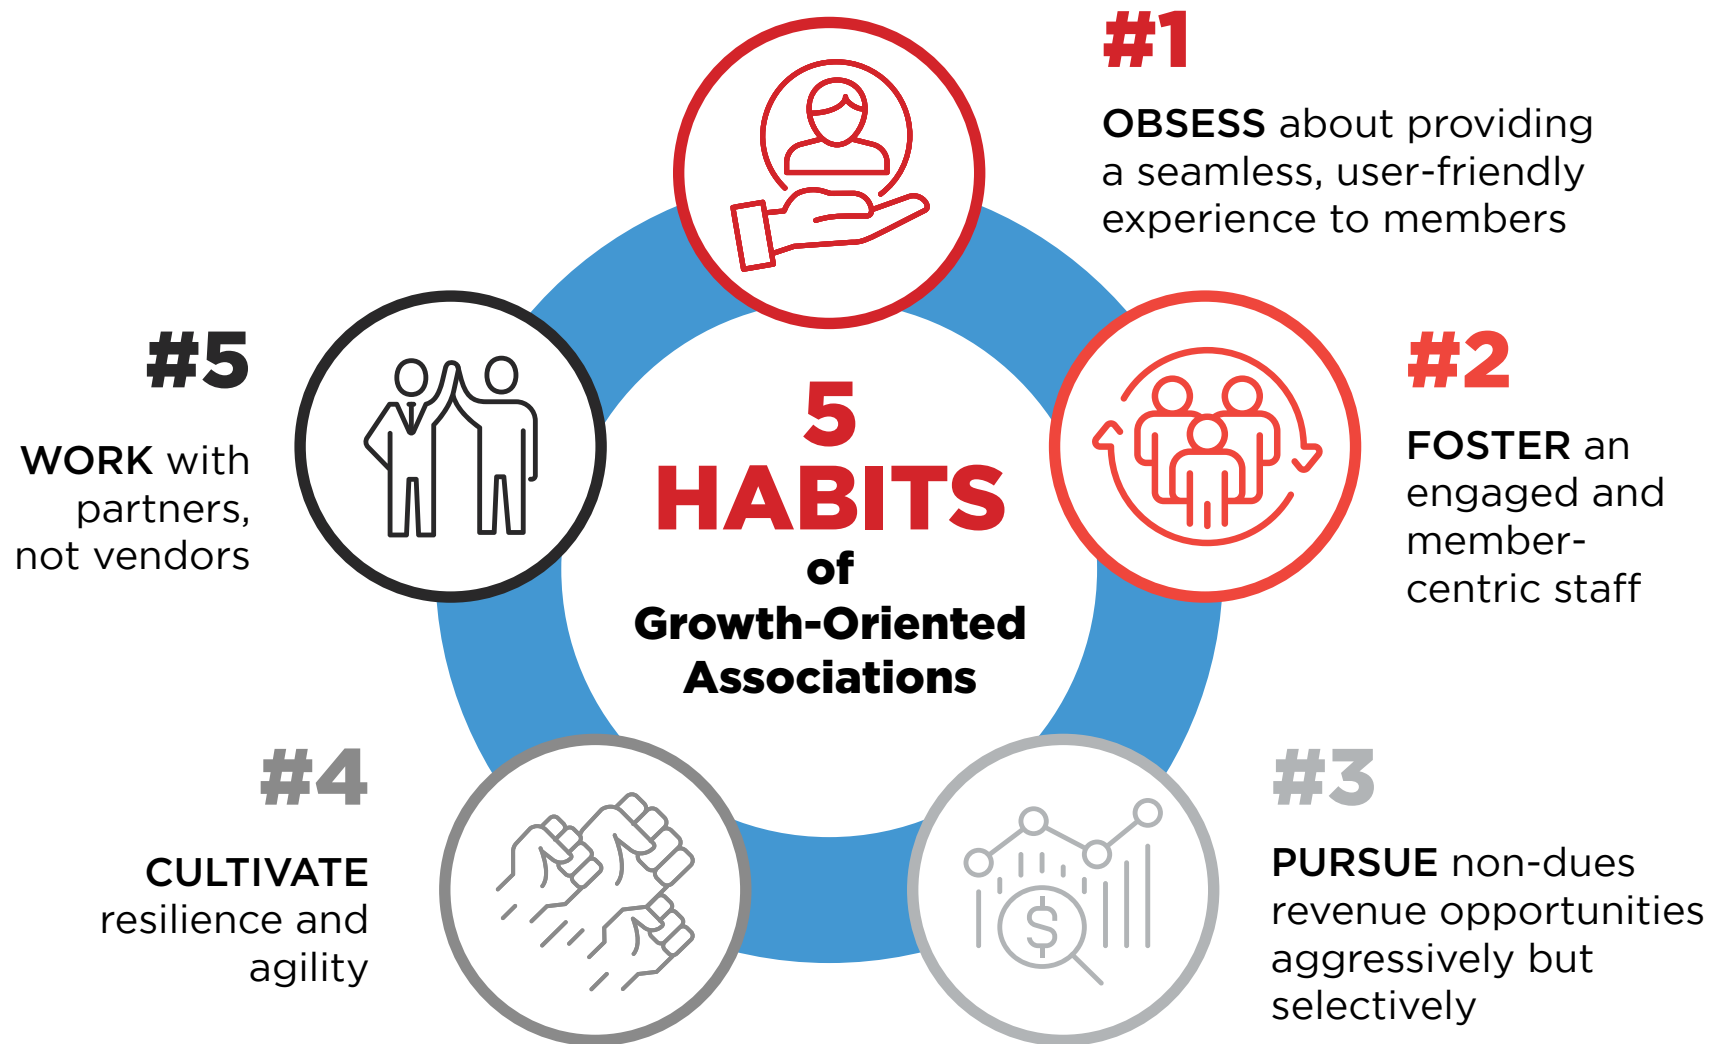 5
HABITS
of
Growth-Oriented
Associations
#1
OBSESS about providing
a seamless, user-friendly
experience to members
#2
FOSTER an
engaged and
member-
centric staff
#3
PURSUE non-dues
revenue opportunities
aggressively but
selectively
$
#4
CULTIVATE
resilience and
agility
#5
WORK with
partners,
not vendors